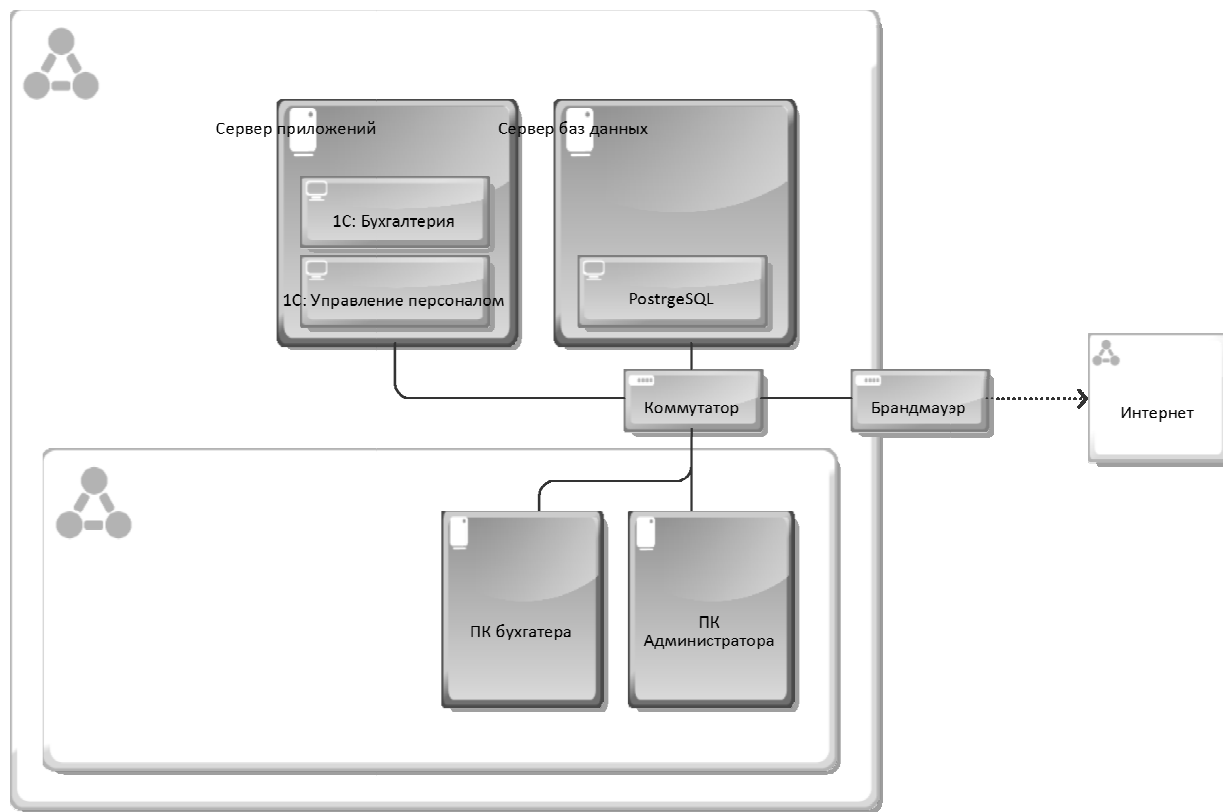 Сервер приложений
Сервер баз данных
1С: Бухгалтерия
1С: Управление персоналом
PostrgeSQL
Коммутатор
Брандмауэр
Интернет
ПК бухгатера
ПК
Администратора